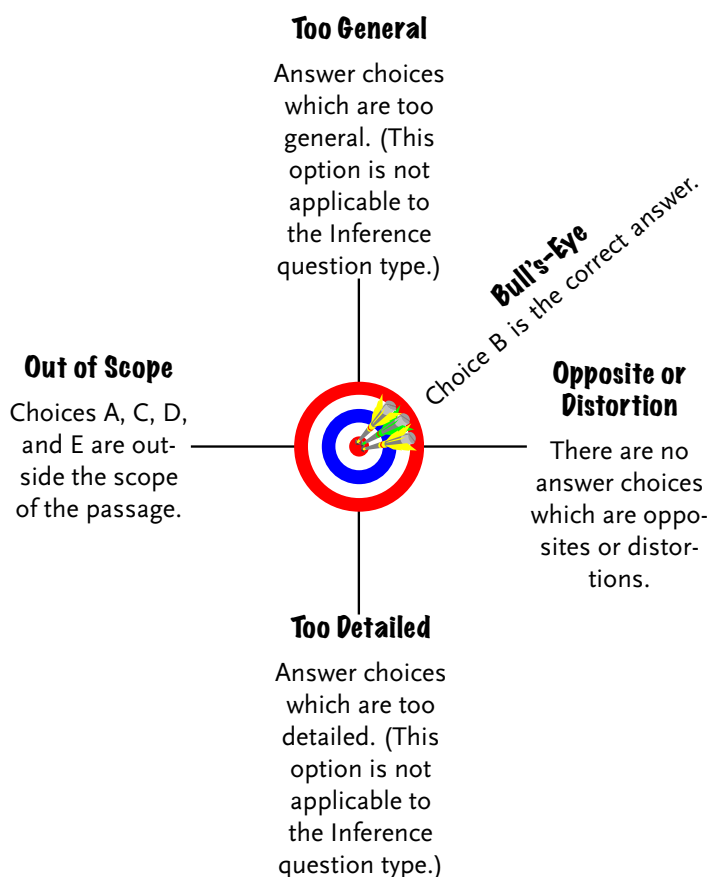 Too General
Answer choices
which are too
general. (This
option is not
applicable to
the Inference
question type.)
Bull's-Eye
Choice B is the correct answer.
Out of Scope
Choices A, C, D,
and E are out-
side the scope
of the passage.
Opposite or
Distortion
There are no
answer choices
which are oppo-
sites or distor-
tions.
Too Detailed
Answer choices
which are too
detailed. (This
option is not
applicable to
the Inference
question type.)